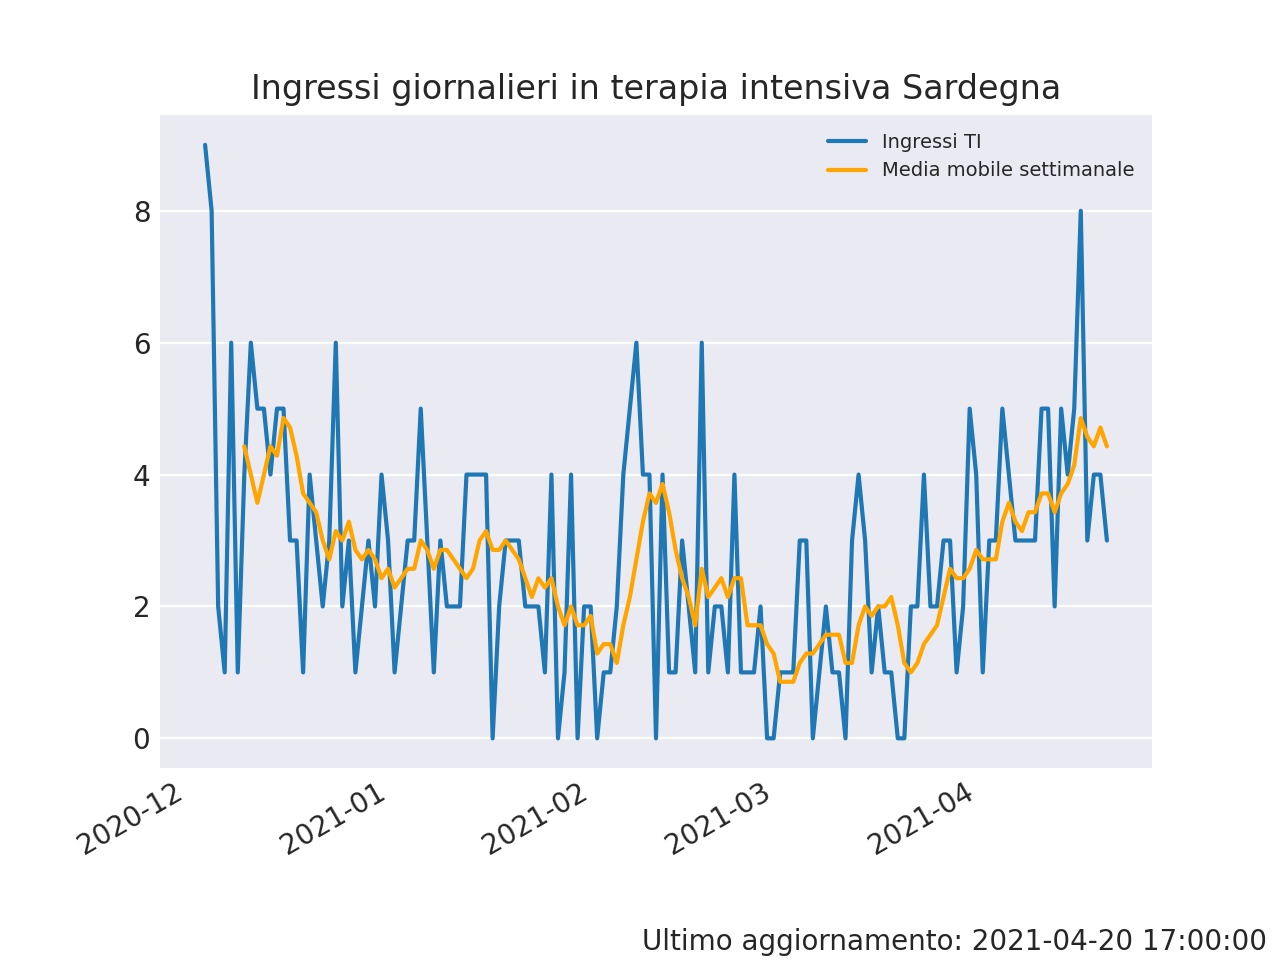 Ingressi giornalieri in terapia intensiva Sardegna
Ingressi TI
Media mobile settimanale
8
6
4
2
0
2020-12
2021-01
2021-02
2021-03
2021-04
Ultimo aggiornamento: 2021-04-20 17:00:00